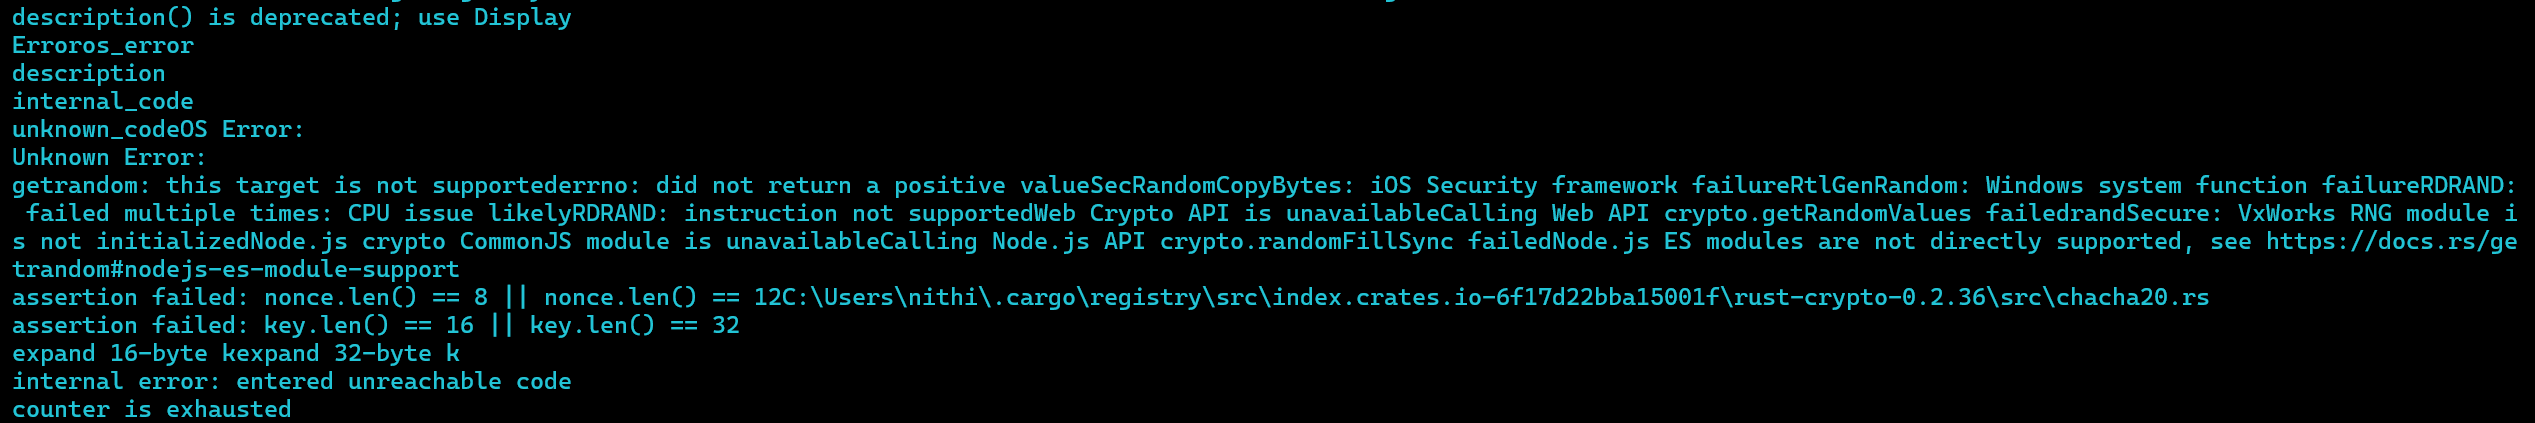 description() is deprecated; use Display
Erroros_error
description
internal_code
unknown_codeOS Error:
Unknown Error:
getrandom: this target is not supportederrno: did not return a positive valueSecRandomCopyBytes: iOS Security framework failureRtlGenRandom: Windows system function failureRDRAND:
 failed multiple times: CPU issue likelyRDRAND: instruction not supportedWeb Crypto API is unavailableCalling Web API crypto.getRandomValues failedrandSecure: VxWorks RNG module i
s not initializedNode.js crypto CommonJS module is unavailableCalling Node.js API crypto.randomFillSync failedNode.js ES modules are not directly supported, see https://docs.rs/ge
trandom#nodejs-es-module-support
assertion failed: nonce.len() == 8 || nonce.len() == 12C:\Users\nithi\.cargo\registry\src\index.crates.io-6f17d22bba15001f\rust-crypto-0.2.36\src\chacha20.rs
assertion failed: key.len() == 16 || key.len() == 32
expand 16-byte kexpand 32-byte k
internal error: entered unreachable code
counter is exhausted